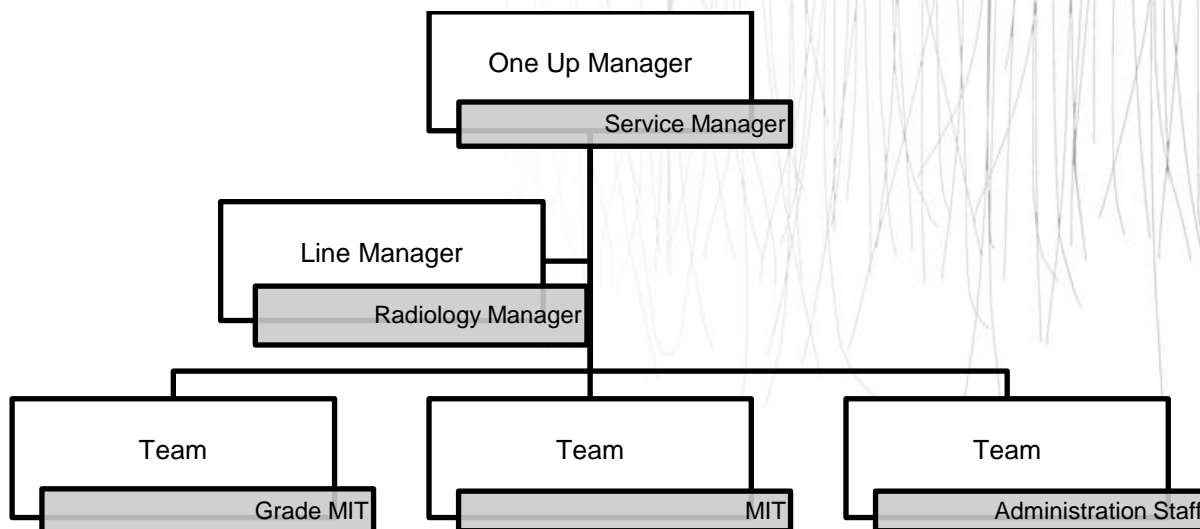 One Up Manager
Service Manager
Line Manager
Radiology Manager
Team
Grade MIT
Team
MIT
Team
Administration Staff